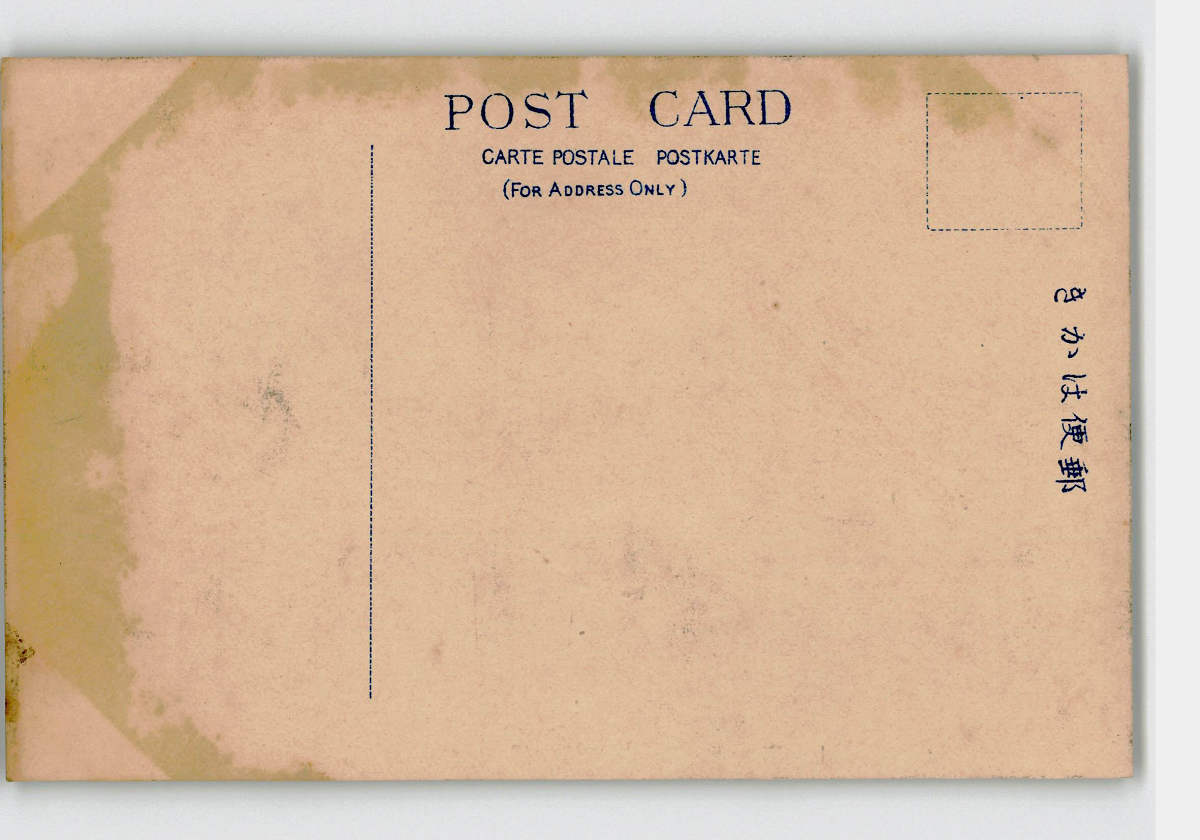 POST CARD
CARTE POSTALE POSTKARTE
(FOR ADDRESS ONLY)
郵便はかき